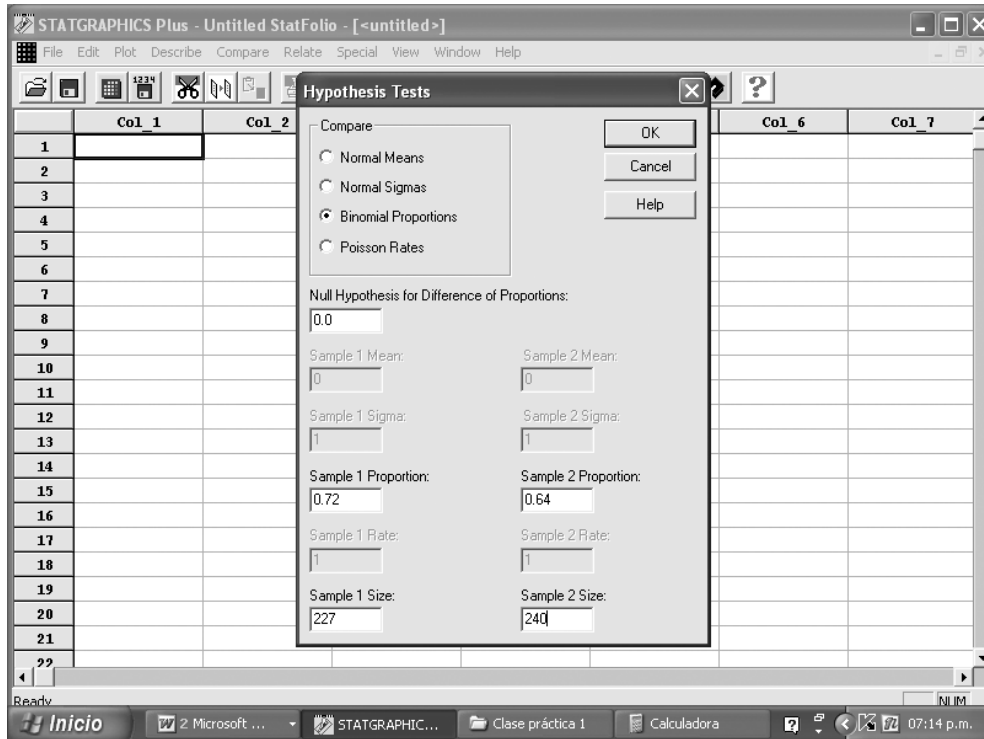 STATGRAPHICS Plus - Untitled StatFolio - [<untitled>]
File Edit Plot Describe Compare Relate Special View Window Help
Hypothesis Tests
Col_1 Col_2 Col_6 Col_7
Compare
Normal Means
Normal Sigmas
Binomial Proportions
Poisson Rates
OK
Cancel
Help
Null Hypothesis for Difference of Proportions:
0.0
Sample 1 Mean: Sample 2 Mean:
0 0
Sample 1 Sigma: Sample 2 Sigma:
1 1
Sample 1 Proportion: Sample 2 Proportion:
0.72 0.64
Sample 1 Rate: Sample 2 Rate:
1 1
Sample 1 Size: Sample 2 Size:
227 240
1
2
3
4
5
6
7
8
9
10
11
12
13
14
15
16
17
18
19
20
21
22
Ready NUM
Inicio 2 Microsoft ... STATGRAPHIC... Clase práctica 1 Calculadora 07:14 p.m.